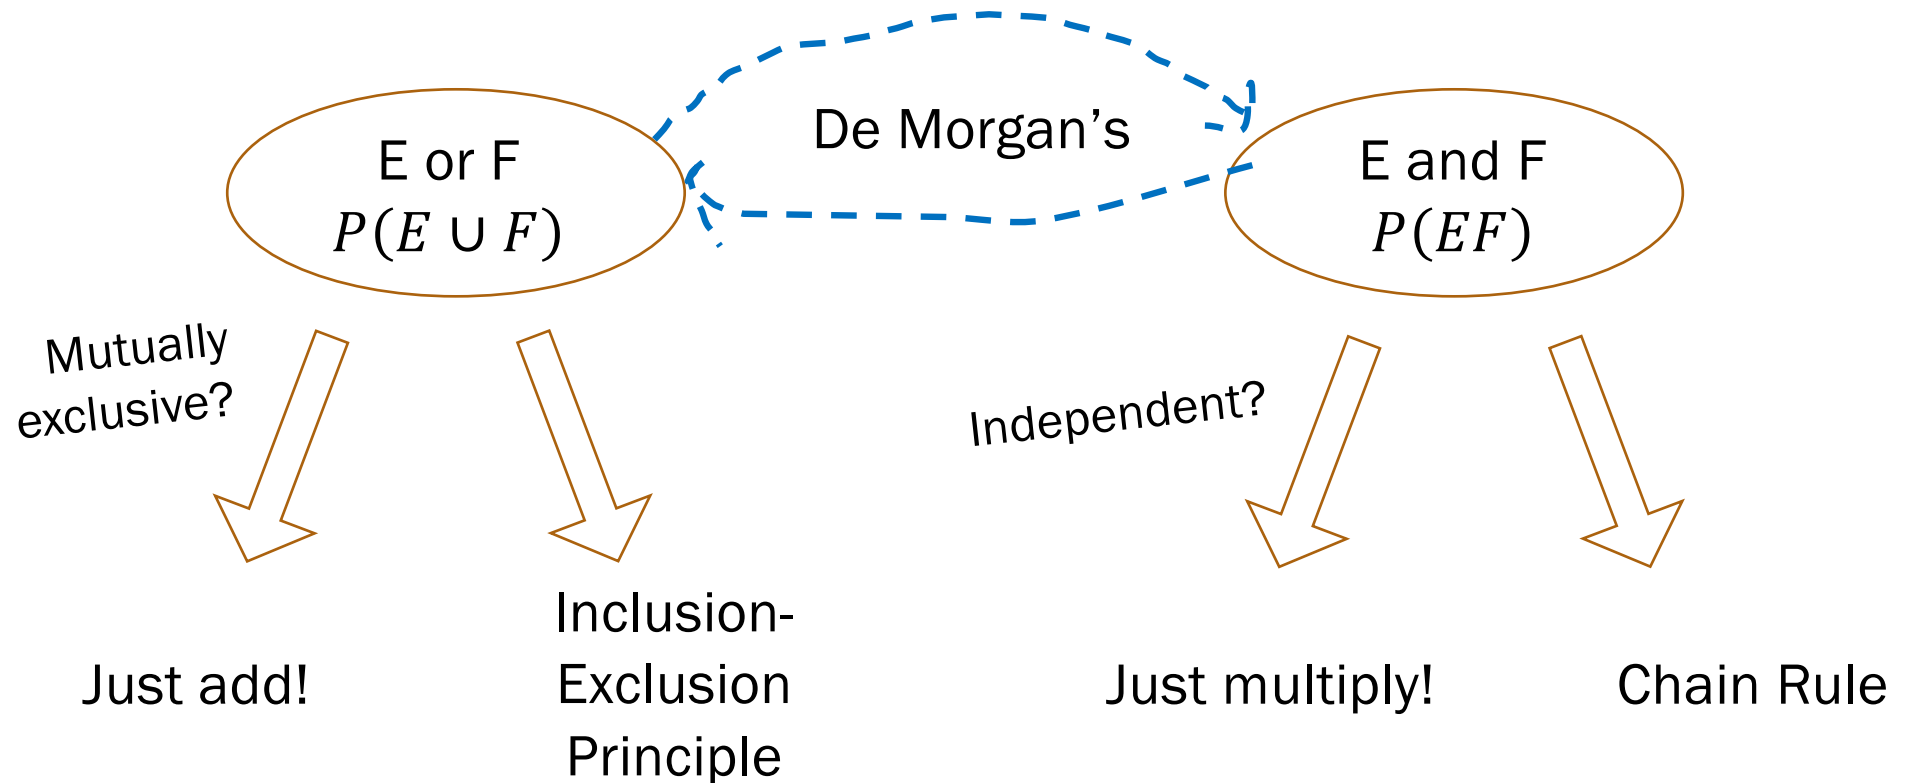 De Morgan’s
E or F
P(E ∪ F)
E and F
P(EF)
Mutually
exclusive?
Independent?
Just add!
Inclusion-
Exclusion
Principle
Just multiply!
Chain Rule